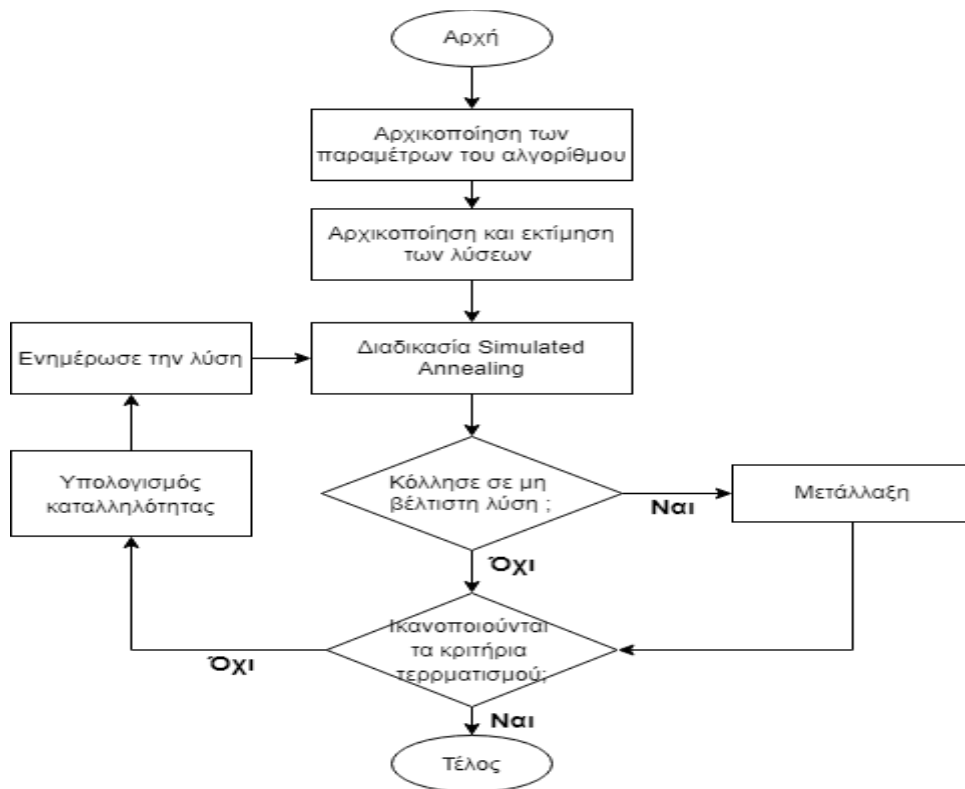 Αρχή
Αρχικοποίηση των
παραμέτρων του αλγορίθμου
Αρχικοποίηση και εκτίμηση
των λύσεων
Ενημέρωσε την λύση
Διαδικασία Simulated
Annealing
Υπολογισμός
καταλληλότητας
Κόλλησε σε μη
βέλτιστη λύση ;
Ναι
Μετάλλαξη
Όχι
Ικανοποιούνται
τα κριτήρια
τερρματισμού;
Όχι
Ναι
Τέλος